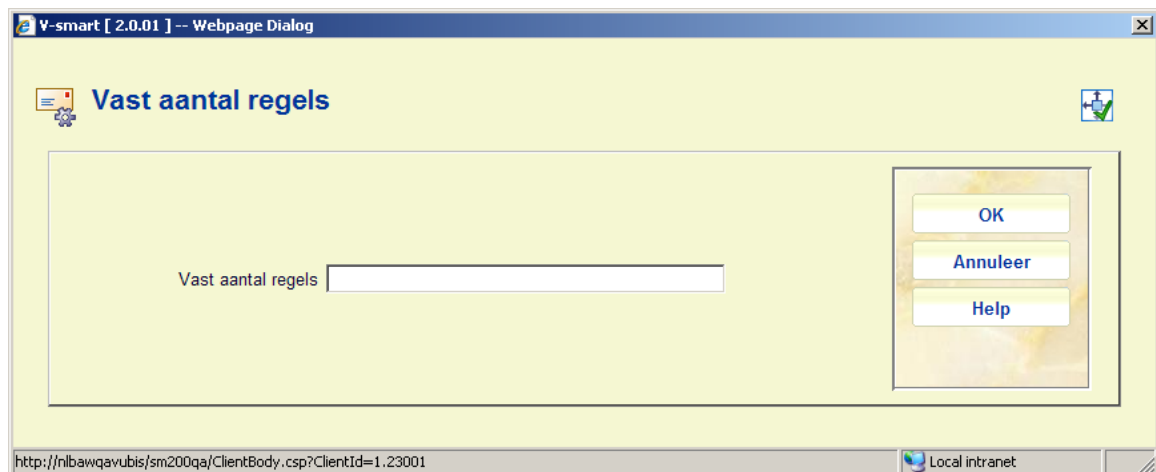 V-smart [ 2.0.01 ] -- Webpage Dialog
Vast aantal regels
Vast aantal regels
OK
Annuleer
Help
http://nlbawqavubis/sm200qa/ClientBody.csp?ClientId=1.23001
Local intranet